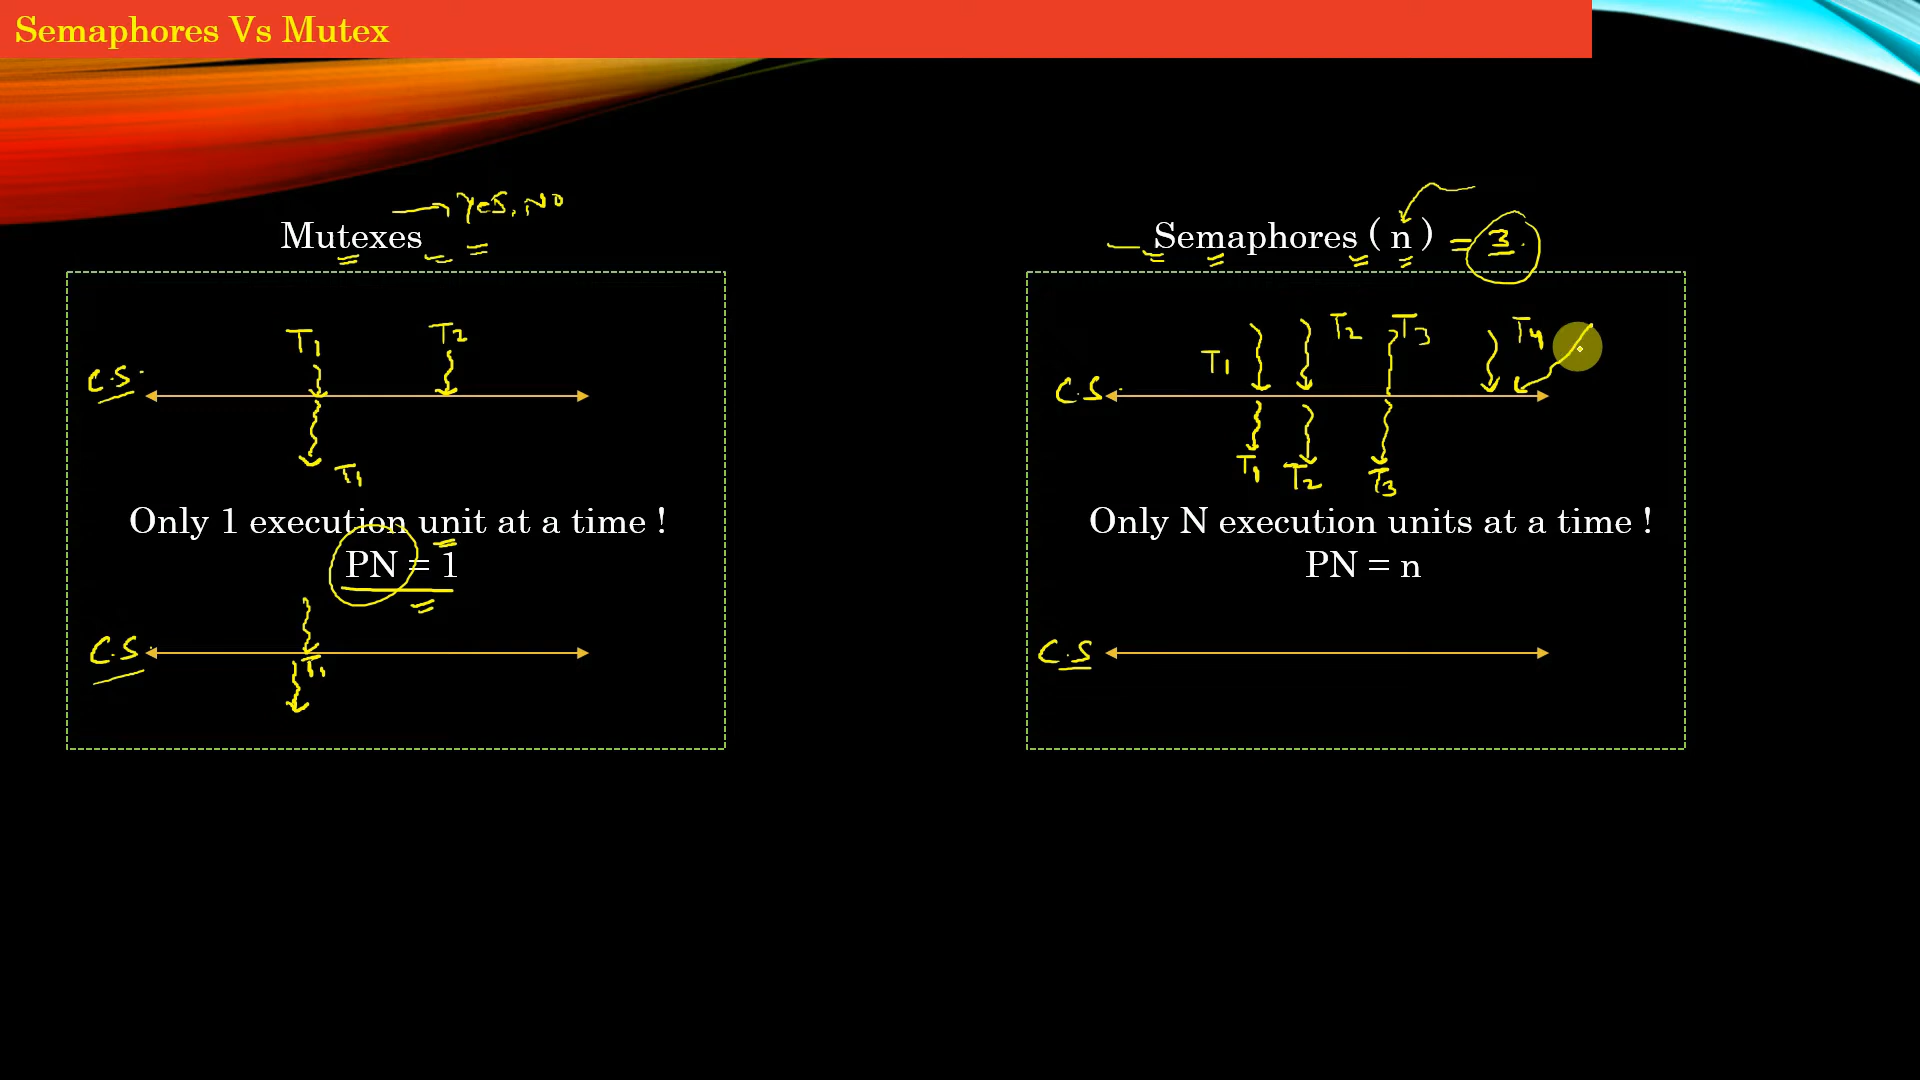 Semaphores Vs Mutex
Yes, No
Mutexes
T1 T2
C.S.
T1
Only 1 execution unit at a time !
PN = 1
C.S.
T1
Semaphores ( n ) = 3.
T1 T2 T3 T4
C.S.
T1 T2 T3
Only N execution units at a time !
PN = n
C.S